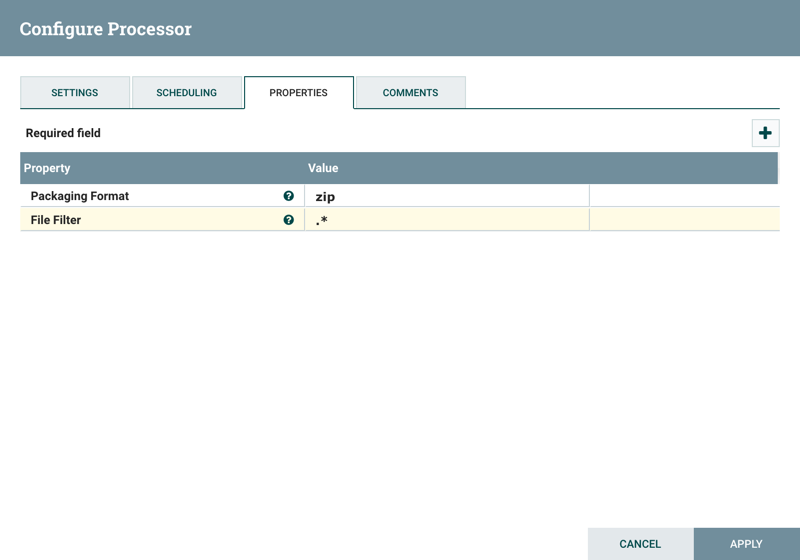 Configure Processor
SETTINGS SCHEDULING PROPERTIES COMMENTS
Required field
Property Value
Packaging Format zip
File Filter .*
CANCEL APPLY